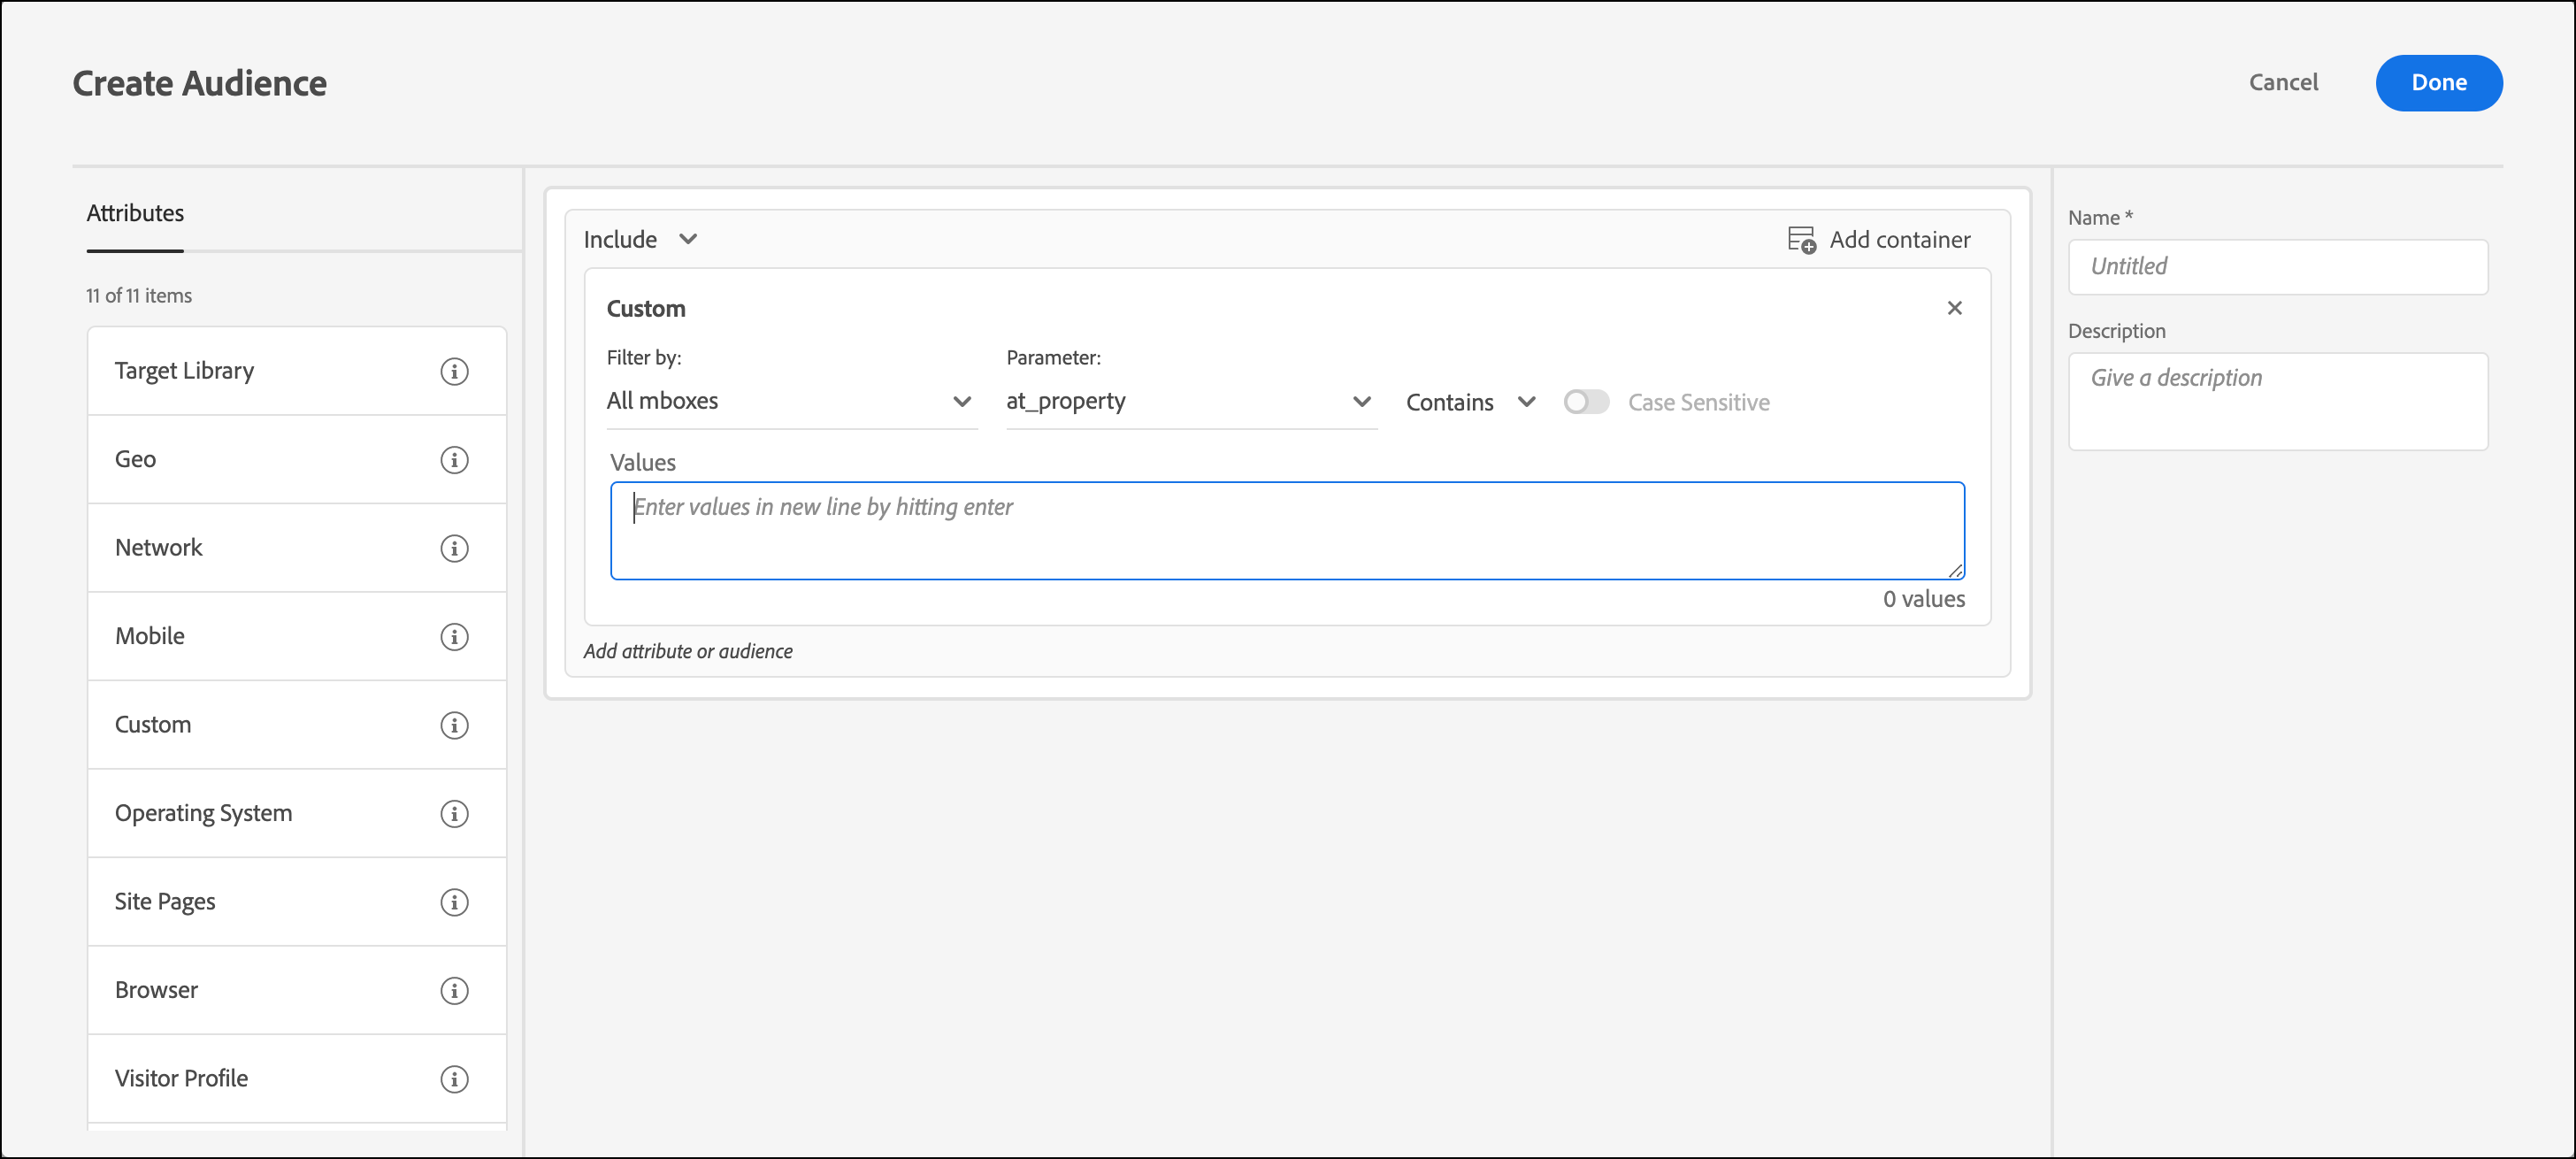 Create Audience
Cancel
Done
Attributes
11 of 11 items
Target Library
Geo
Network
Mobile
Custom
Operating System
Site Pages
Browser
Visitor Profile
Include
Add container
Custom
Filter by:
Parameter:
All mboxes
at_property
Contains
Case Sensitive
Values
Enter values in new line by hitting enter
0 values
Add attribute or audience
Name *
Untitled
Description
Give a description